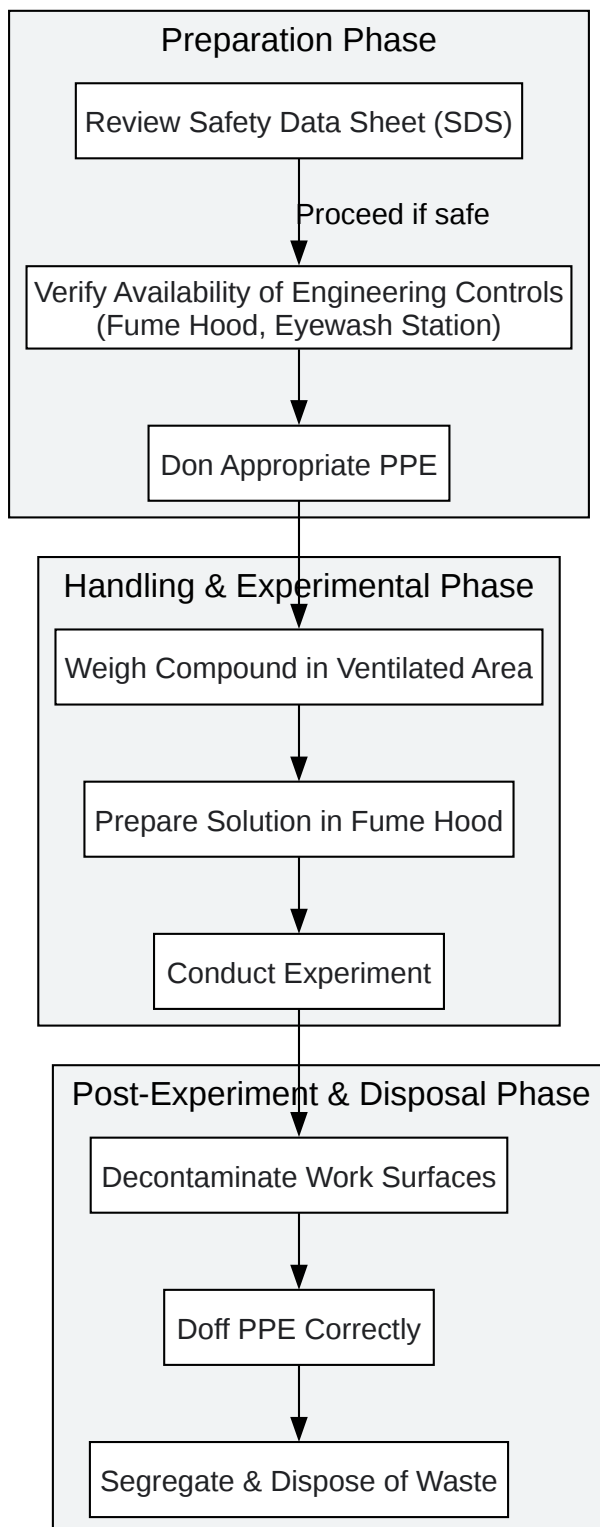 Preparation Phase
Review Safety Data Sheet (SDS)
Proceed if safe
Verify Availability of Engineering Controls
(Fume Hood, Eyewash Station)
Don Appropriate PPE
Handling & Experimental Phase
Weigh Compound in Ventilated Area
Prepare Solution in Fume Hood
Conduct Experiment
Post-Experiment & Disposal Phase
Decontaminate Work Surfaces
Doff PPE Correctly
Segregate & Dispose of Waste